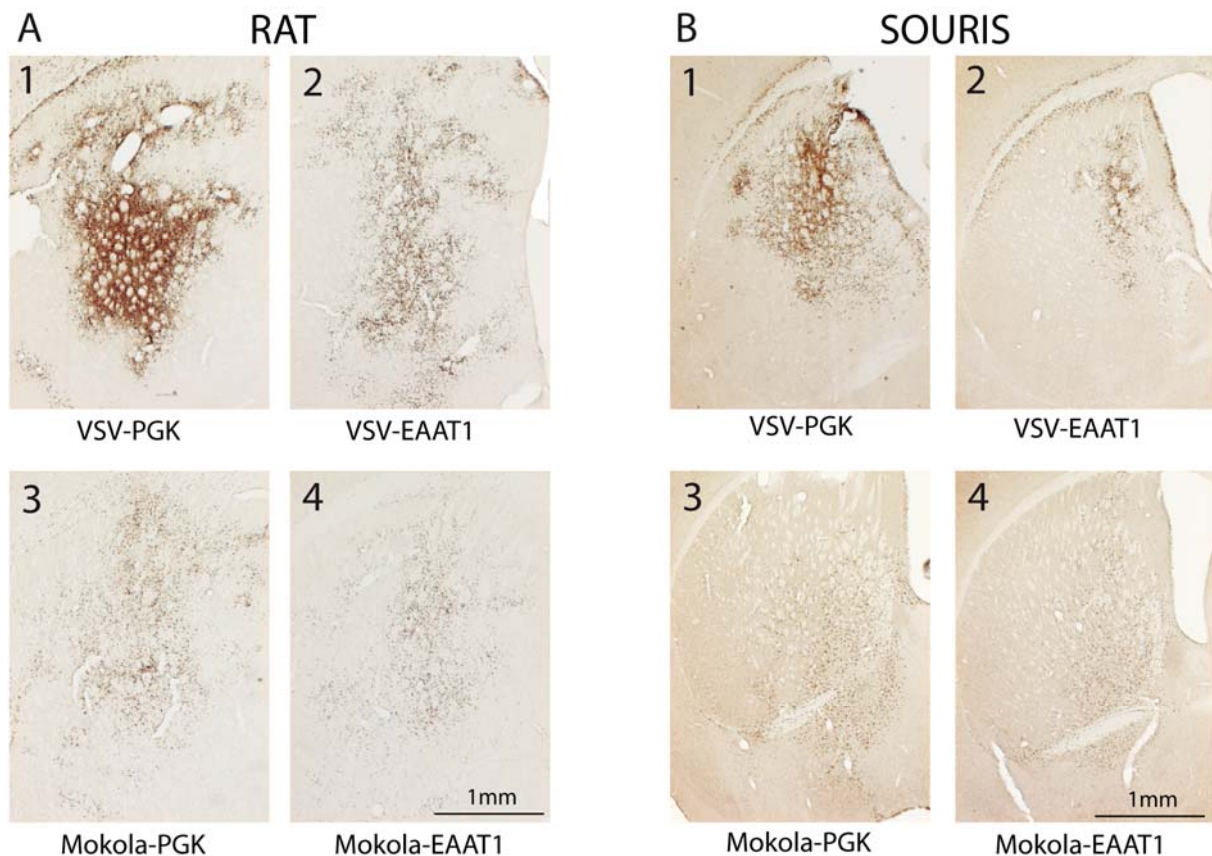 A RAT
1
2
VSV-PGK
VSV-EAAT1
3
4
1mm
Mokola-PGK
Mokola-EAAT1
B SOURIS
1
2
VSV-PGK
VSV-EAAT1
3
4
1mm
Mokola-PGK
Mokola-EAAT1